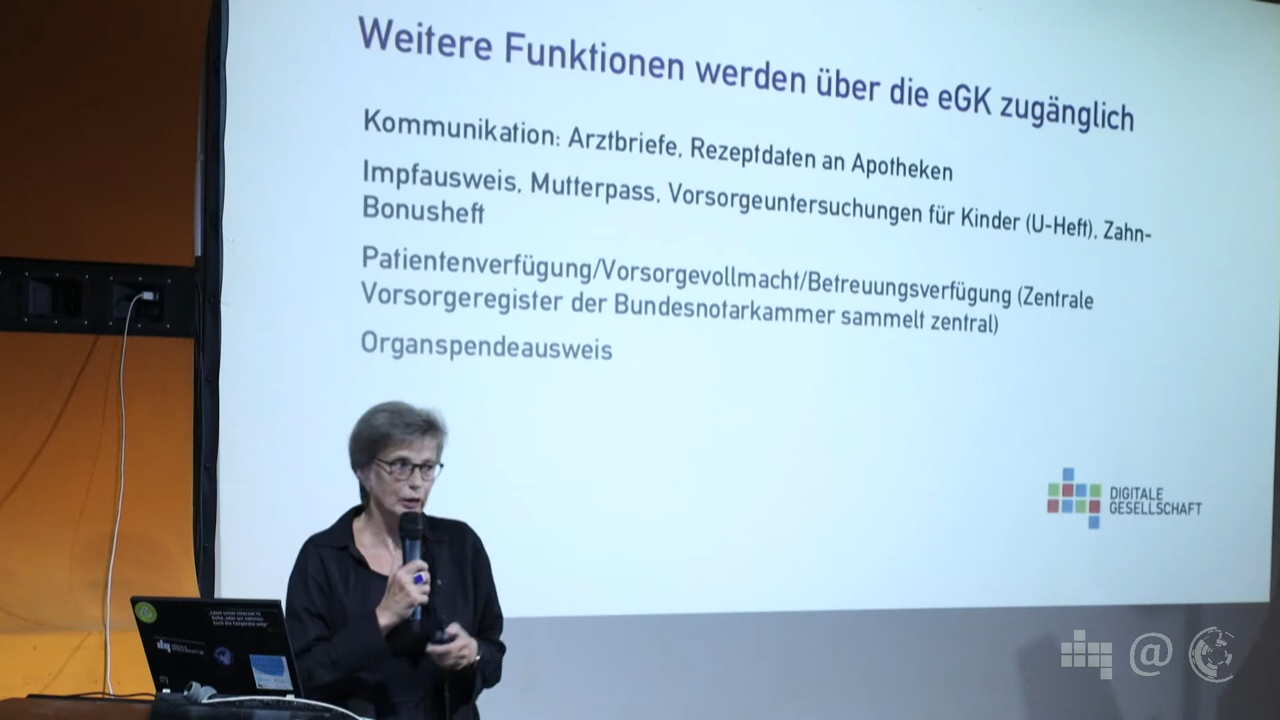 Weitere Funktionen werden über die eGK zugänglich
Kommunikation: Arztbriefe, Rezeptdaten an Apotheken
Impfausweis, Mutterpass, Vorsorgeuntersuchungen für Kinder (U-Heft), Zahn-
Bonusheft
Patientenverfügung/Vorsorgevollmacht/Betreuungsverfügung (Zentrale
Vorsorgeregister der Bundesnotarkammer sammelt zentral)
Organspendeausweis
DIGITALE
GESELLSCHAFT
@